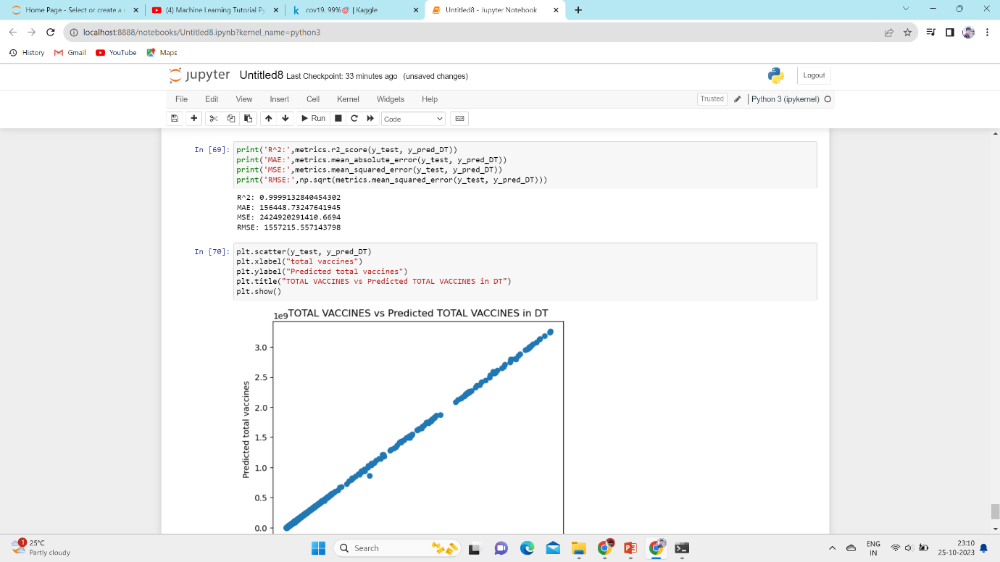 Home Page - Select or create a n
(4) Machine Learning | Training T
kovav19. 39%🎯 | Kaggle
Untitled8 - Jupyter Notebook
localhost:8888/notebooks/Untitled8.ipynb?kernel_name=python3
History Gmail YouTube Maps
jupyter Untitled8 Last Checkpoint: 33 minutes ago (unsaved changes)
Logout
File Edit View Insert Cell Kernel Widgets Help
Trusted Python 3 (ipykernel)
Run Code
In [69]: print('R^2:',metrics.r2_score(y_test, y_pred_DT))
print('MAE:',metrics.mean_absolute_error(y_test, y_pred_DT))
print('MSE:',metrics.mean_squared_error(y_test, y_pred_DT))
print('RMSE:',np.sqrt(metrics.mean_squared_error(y_test, y_pred_DT)))
R^2: 0.9999132840454302
MAE: 156448.73247641945
MSE: 2424920291410.6694
RMSE: 1557215.557143798
In [70]: plt.scatter(y_test, y_pred_DT)
plt.xlabel("total vaccines")
plt.ylabel("Predicted total vaccines")
plt.title("TOTAL VACCINES vs Predicted TOTAL VACCINES in DT")
plt.show()
1e9 TOTAL VACCINES vs Predicted TOTAL VACCINES in DT
3.0
2.5
2.0
1.5
1.0
0.5
0.0
Predicted total vaccines
1
25°C
Partly cloudy
Search
ENG
IN
23:10
25-10-2023